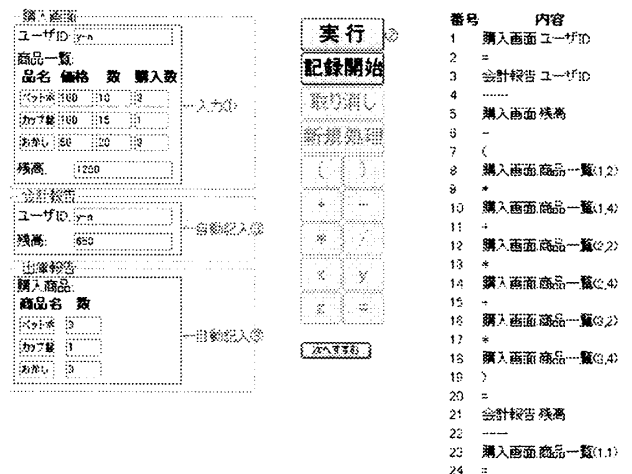 購入画面
ユーザID: y-n
商品一覧:
品名 価格 数 購入数
ペット水 160 10 3
カップ麺 160 15 1
おかし 50 20 3
残高: 1250
入力①
会計報告
ユーザID: y-n
残高: 650
自動記入③
出庫報告
購入商品:
商品名 数
ペット水 3
カップ麺 1
おかし 3
自動記入③
実行 ②
記録開始
取り消し
新規処理
( )
+ -
* /
x y
z =
次へすすむ
番号 内容
1 購入画面.ユーザID
2 =
3 会計報告.ユーザID
4 ------
5 購入画面.残高
6 -
7 (
8 購入画面.商品一覧(1,2)
9 *
10 購入画面.商品一覧(1,4)
11 +
12 購入画面.商品一覧(2,2)
13 *
14 購入画面.商品一覧(2,4)
15 +
16 購入画面.商品一覧(3,2)
17 *
18 購入画面.商品一覧(3,4)
19 )
20 =
21 会計報告.残高
22 -----
23 購入画面.商品一覧(1,1)
24 =